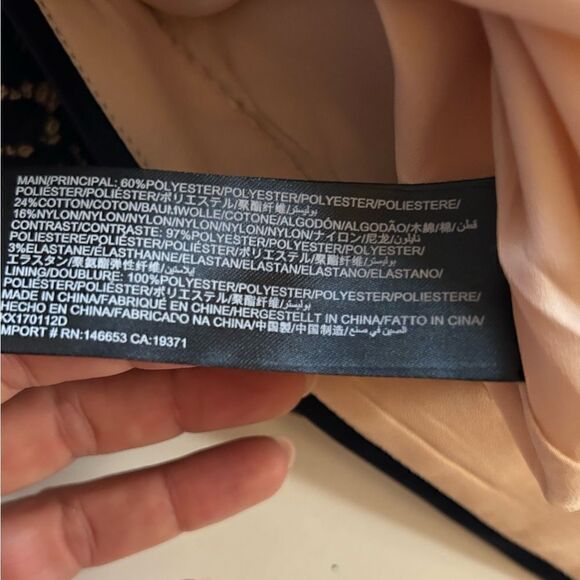 MAIN/PRINCIPAL: 60%POLYESTER/POLYESTER/POLYESTER/POLIESTERE/
POLIÉSTER/POLIÉSTER/ポリエステル/聚酯纤维/بوليستر
24%COTTON/COTON/BAUMWOLLE/COTONE/ALGODÓN/ALGODÃO/木綿/棉/قطن
16%NYLON/NYLON/NYLON/NYLON/NYLON/NYLON/ナイロン/尼龙/نايلون
CONTRAST/CONTRASTE: 97%POLYESTER/POLYESTER/POLYESTER/
POLIESTERE/POLIÉSTER/POLIÉSTER/ポリエステル/聚酯纤维/بوليستر
3%ELASTANE/ÉLASTHANNE/ELASTAN/ELASTAN/ELASTANO/ELASTANO/
エラスタン/聚氨酯弹性纤维/إيلاستين
LINING/DOUBLURE: 100%POLYESTER/POLYESTER/POLYESTER/
POLIESTERE/POLIÉSTER/POLIÉSTER/ポリエステル/聚酯纤维/بوليستر
MADE IN CHINA/FABRIQUÉ EN CHINE/HERGESTELLT IN CHINA/FATTO IN CINA/
HECHO EN CHINA/FABRICADO NA CHINA/中国製/中国制造/الصين في صنع
XX170112D
IMPORT # RN:146653 CA:19371